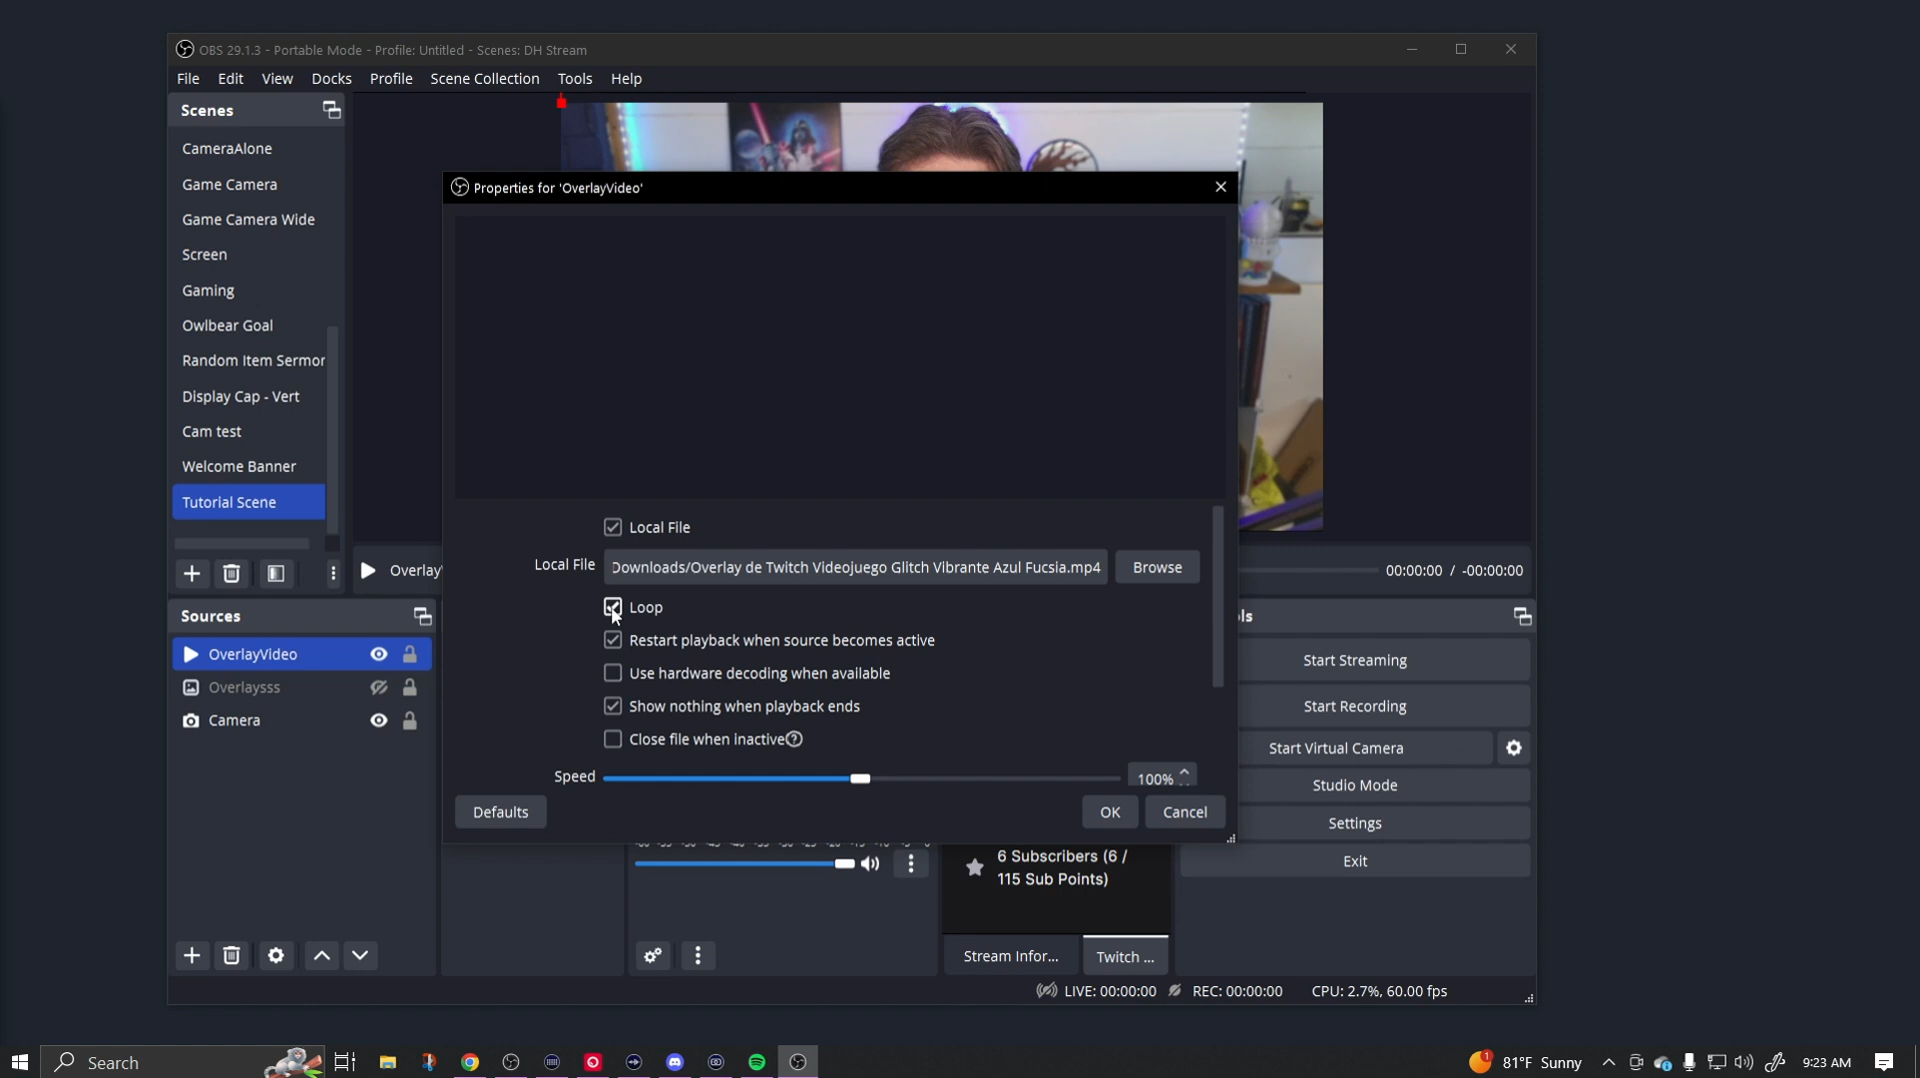 OBS 29.1.3 - Portable Mode - Profile: Untitled - Scenes: DH Stream
File Edit View Docks Profile Scene Collection Tools Help
Scenes
CameraAlone
Game Camera
Game Camera Wide
Screen
Gaming
Owlbear Goal
Random Item Sermor
Display Cap - Vert
Cam test
Welcome Banner
Tutorial Scene
Properties for 'OverlayVideo'
Local File
Local File Downloads/Overlay de Twitch Videojuego Glitch Vibrante Azul Fucsia.mp4 Browse
Loop
Restart playback when source becomes active
Use hardware decoding when available
Show nothing when playback ends
Close file when inactive
Speed 100%
Defaults OK Cancel
Overlay
00:00:00 / -00:00:00
Sources
OverlayVideo
Overlaysss
Camera
ls
Start Streaming
Start Recording
Start Virtual Camera
Studio Mode
Settings
Exit
6 Subscribers (6 /
115 Sub Points)
Stream Infor... Twitch ...
LIVE: 00:00:00 REC: 00:00:00 CPU: 2.7%, 60.00 fps
Search
1 81°F Sunny 9:23 AM